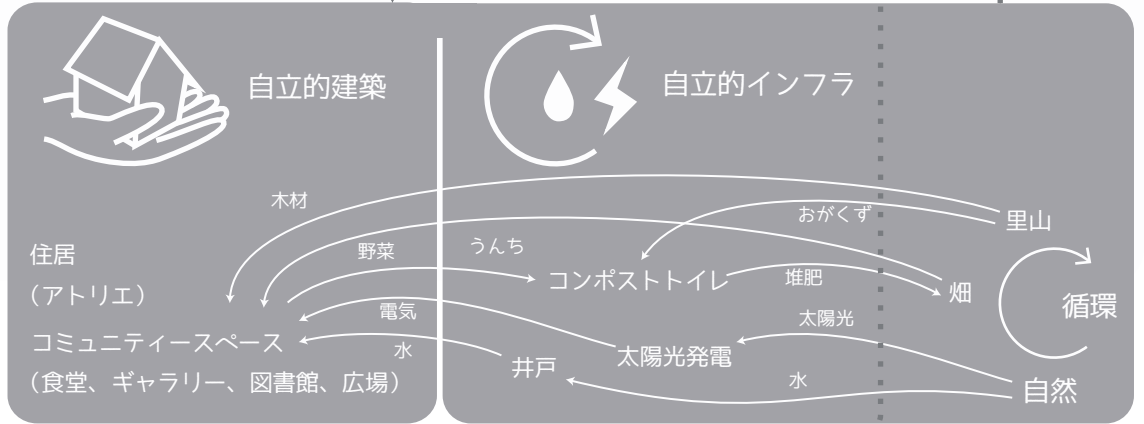 自立的建築
自立的インフラ
木材
おがくず
里山
住居
野菜
うんち
コンポストトイレ
堆肥
畑
循環
（アトリエ）
電気
太陽光
コミュニティースペース
水
井戸
太陽光発電
水
自然
（食堂、ギャラリー、図書館、広場）